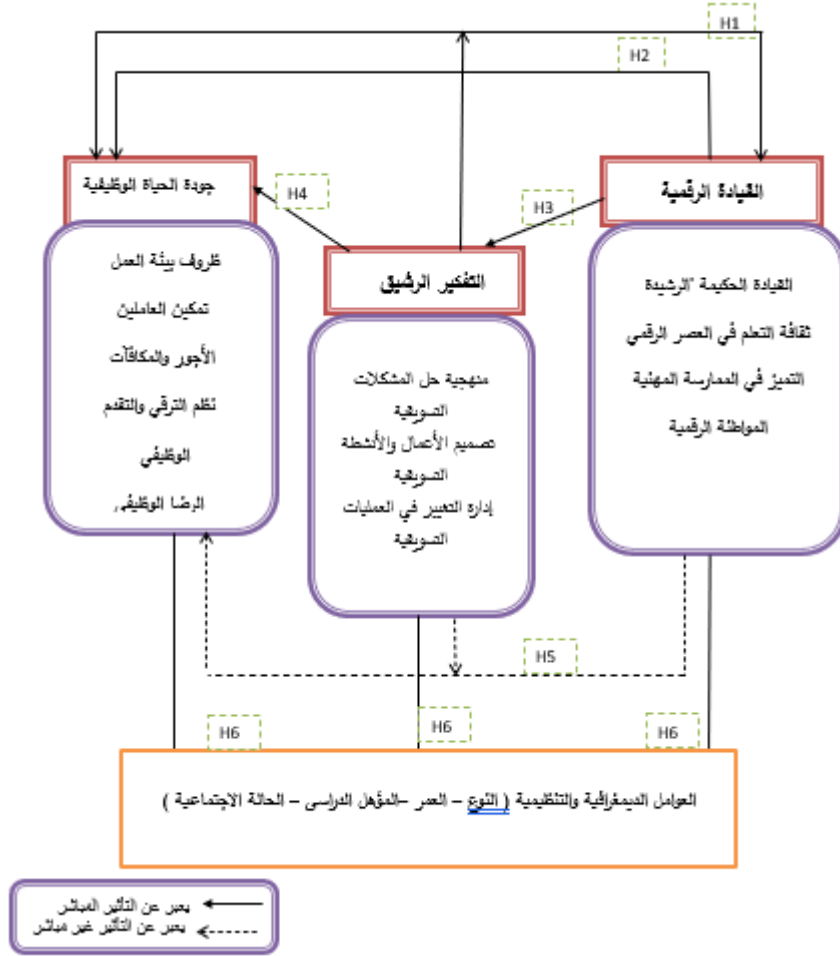 H1
H2
القيادة الرقمية
جودة الحياة الوظيفية
H3
H4
التفكير الرشيق
القيادة الحكيمة "الرشيدة
ثقافة التعلم في العصر الرقمي
التميز في الممارسة المهنية
المواطنة الرقمية
منهجية حل المشكلات
التسويقية
تصميم الأعمال والأنشطة
التسويقية
إدارة التغيير في العمليات
التسويقية
ظروف بيئة العمل
تمكين العاملين
الأجور والمكافآت
نظم الترقي والتقدم
الوظيفي
الرضا الوظيفي
H5
H6
H6
H6
العوامل الديمغرافية والتنظيمية ( النوع – العمر –المؤهل الدراسى – الحالة الاجتماعية )
يعبر عن التأثير المباشر
يعبر عن التأثير غير مباشر